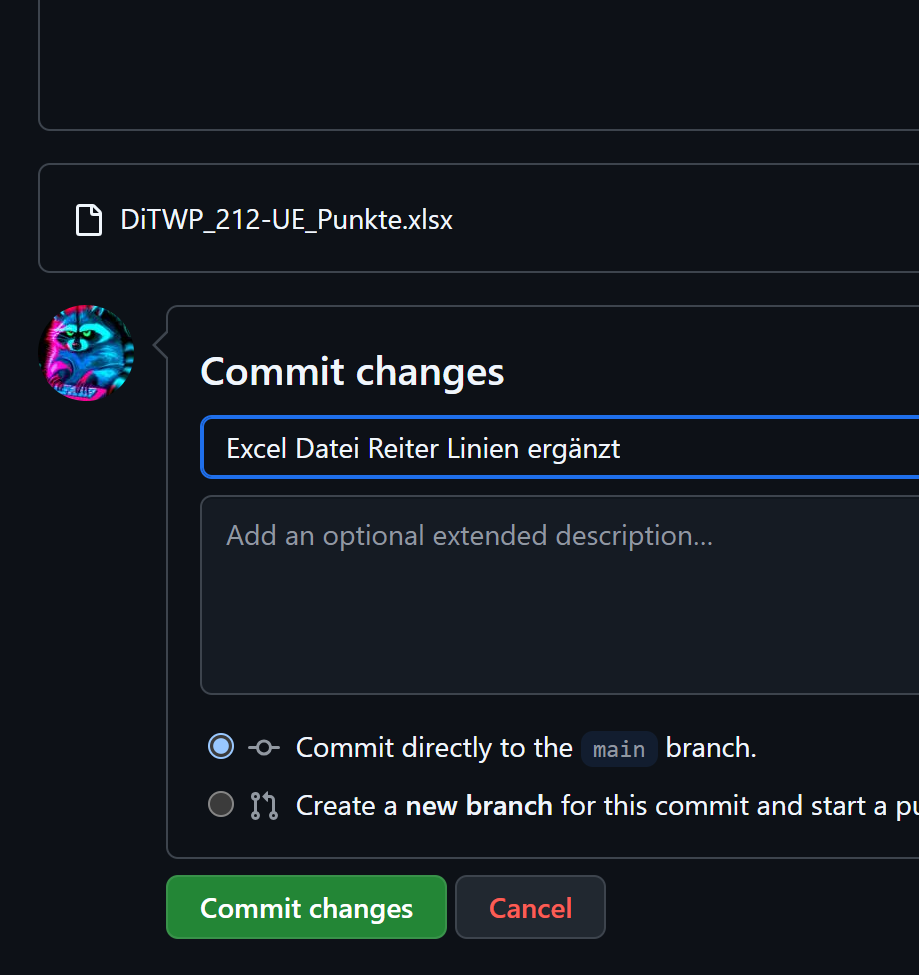 DiTWP_212-UE_Punkte.xlsx
Commit changes
Excel Datei Reiter Linien ergänzt
Add an optional extended description...
Commit directly to the main branch.
Create a new branch for this commit and start a pu
Commit changes
Cancel